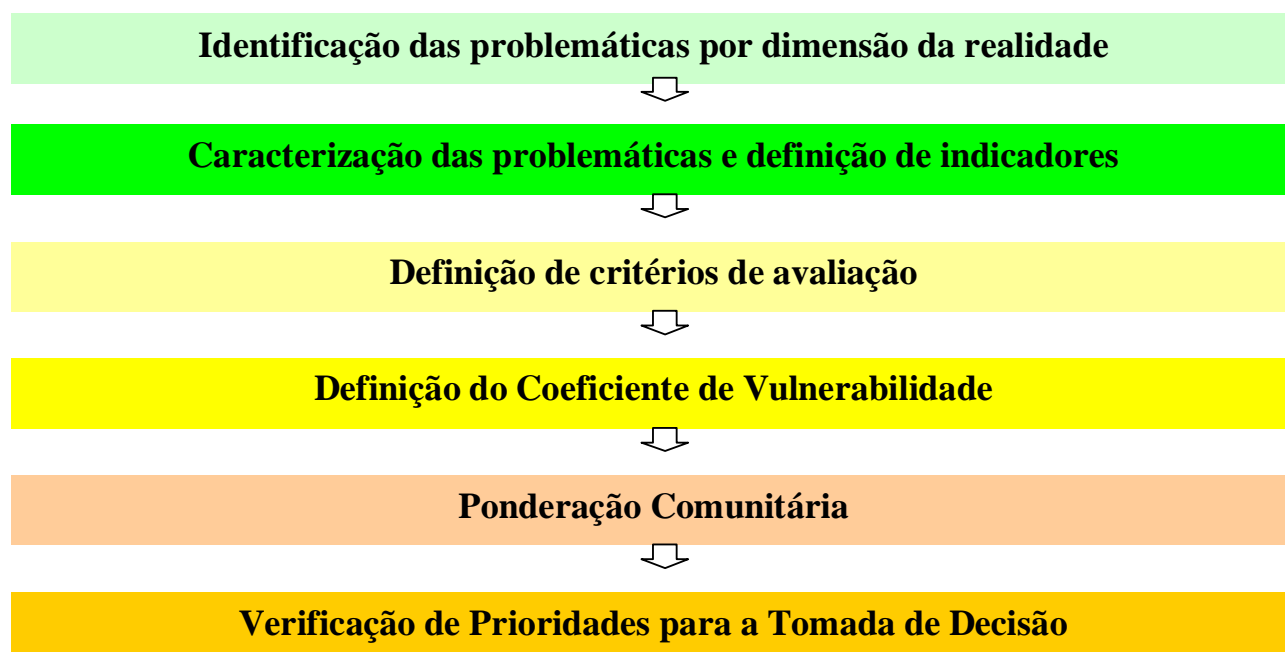 Identificação das problemáticas por dimensão da realidade
Caracterização das problemáticas e definição de indicadores
Definição de critérios de avaliação
Definição do Coeficiente de Vulnerabilidade
Ponderação Comunitária
Verificação de Prioridades para a Tomada de Decisão